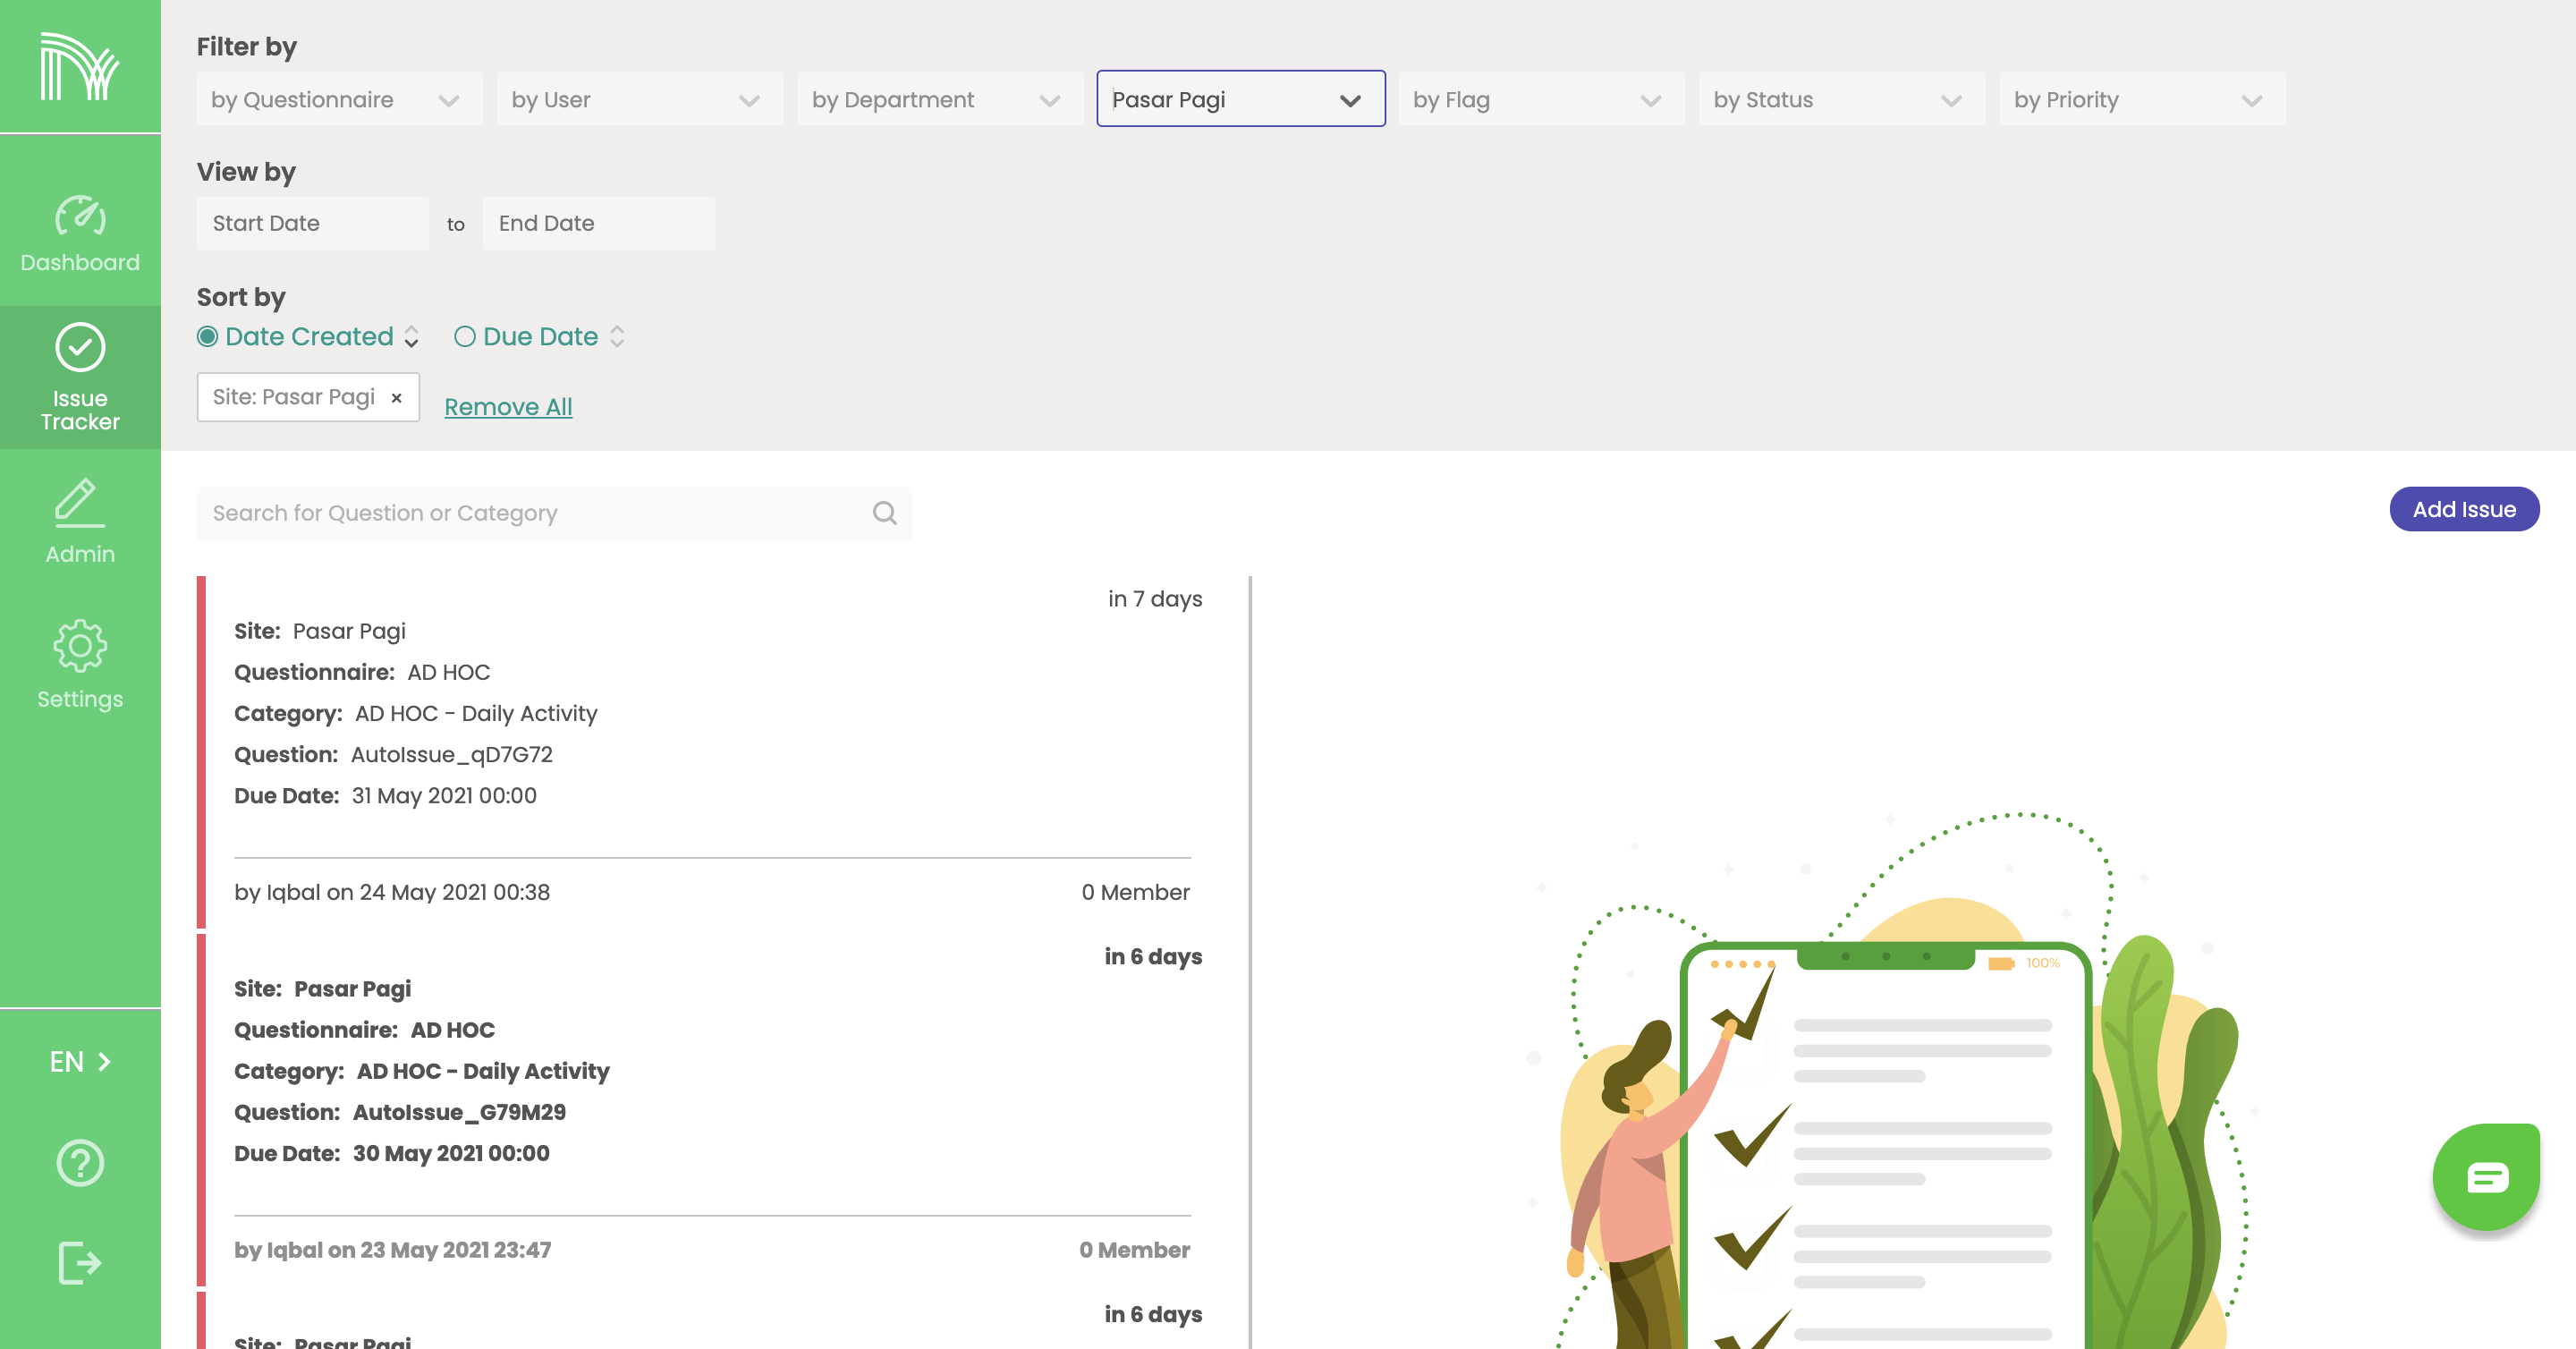 Filter by
by Questionnaire
by User
by Department
Pasar Pagi
by Flag
by Status
by Priority
View by
Start Date
to
End Date
Sort by
Date Created
Due Date
Site: Pasar Pagi ×
Remove All
Dashboard
Issue
Tracker
Admin
Settings
EN
Search for Question or Category
Add Issue
in 7 days
Site: Pasar Pagi
Questionnaire: AD HOC
Category: AD HOC - Daily Activity
Question: AutoIssue_qD7G72
Due Date: 31 May 2021 00:00
by Iqbal on 24 May 2021 00:38
0 Member
in 6 days
Site: Pasar Pagi
Questionnaire: AD HOC
Category: AD HOC - Daily Activity
Question: AutoIssue_G79M29
Due Date: 30 May 2021 00:00
by Iqbal on 23 May 2021 23:47
0 Member
in 6 days
Site: Pasar Pagi
100%